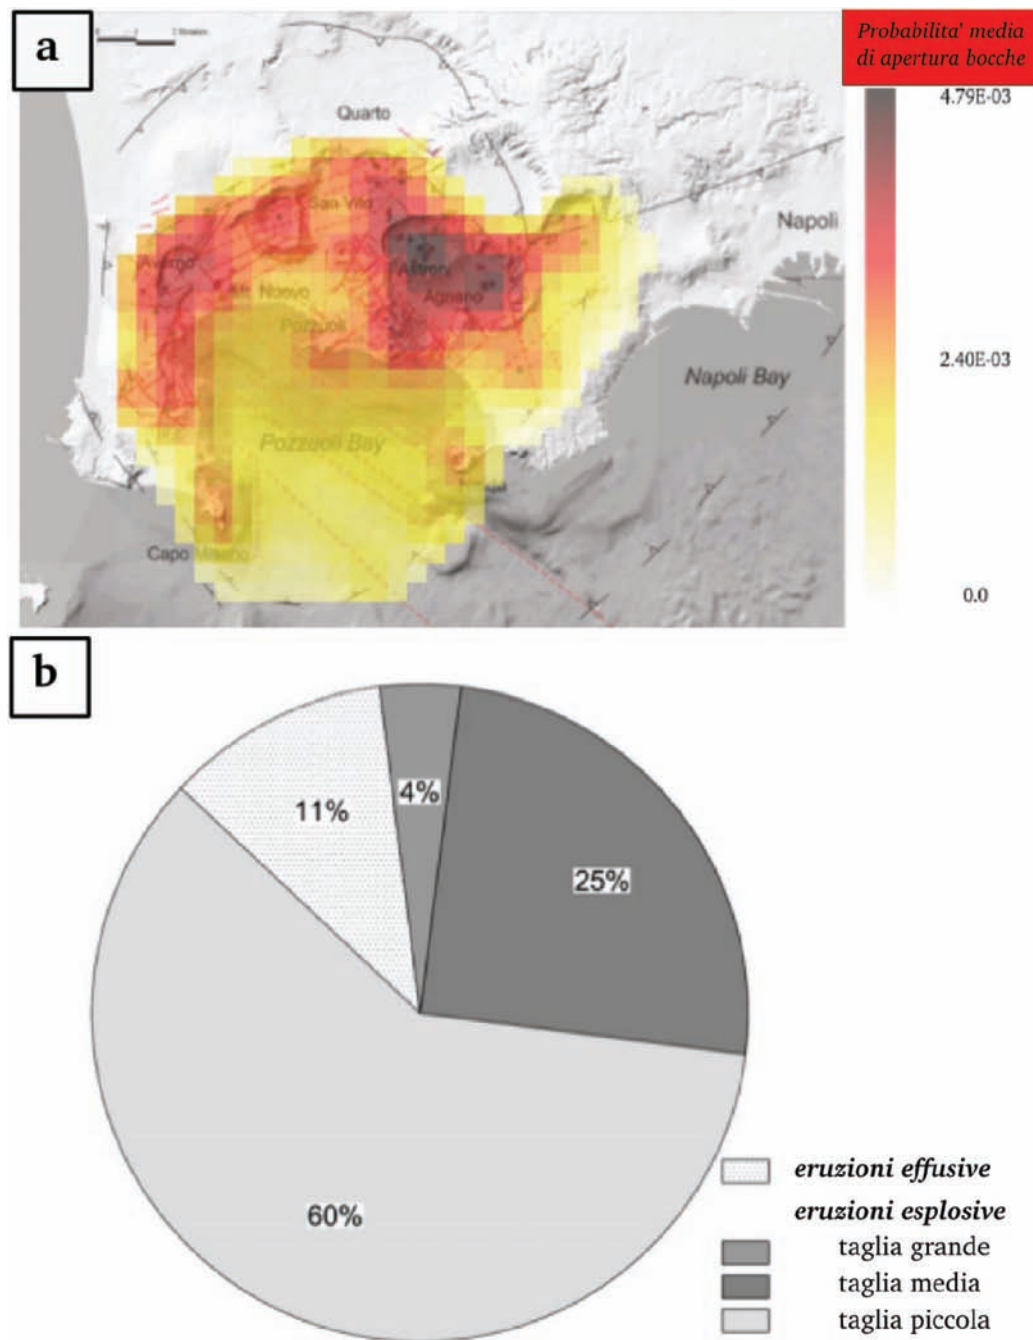 a
Probabilita' media
di apertura bocche
4.79E-03
Quarto
San Vito
Napoli
Averno
Astroni
Nuovo
Agnano
Pozzuoli
2.40E-03
Napoli Bay
Pozzuoli Bay
Capo Miseno
0.0
b
4%
11%
25%
60%
eruzioni effusive
eruzioni esplosive
taglia grande
taglia media
taglia piccola